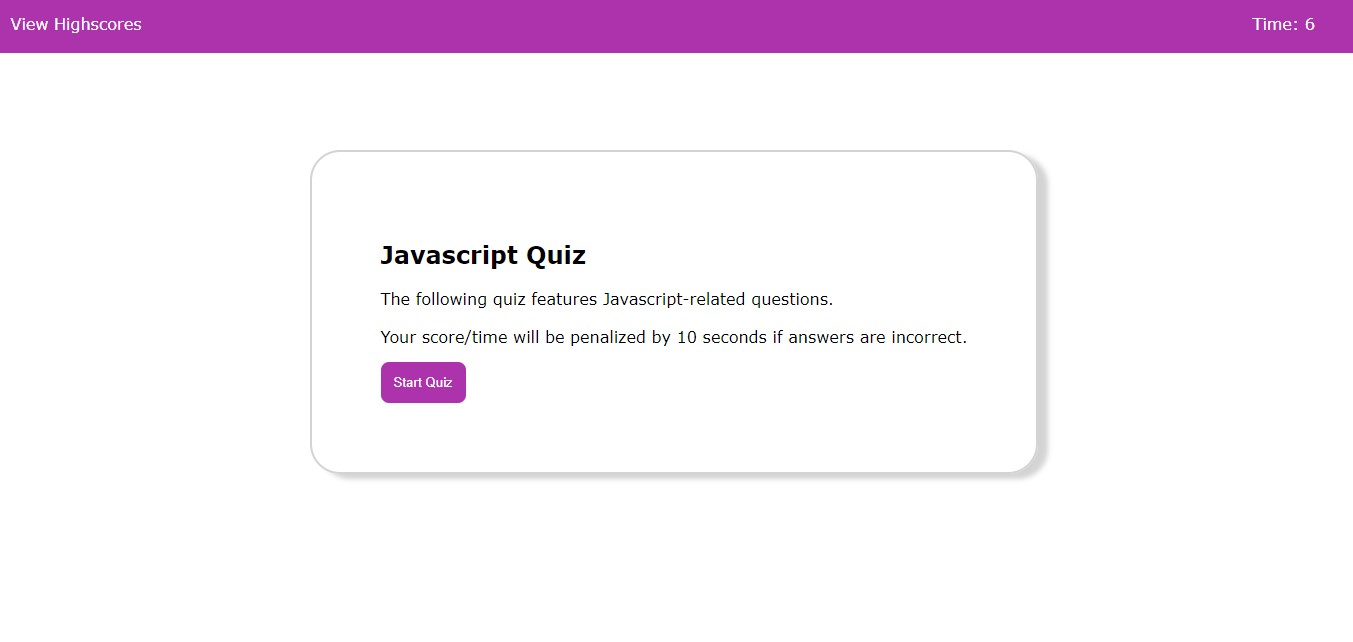 View Highscores
Time: 6
Javascript Quiz
The following quiz features Javascript-related questions.
Your score/time will be penalized by 10 seconds if answers are incorrect.
Start Quiz